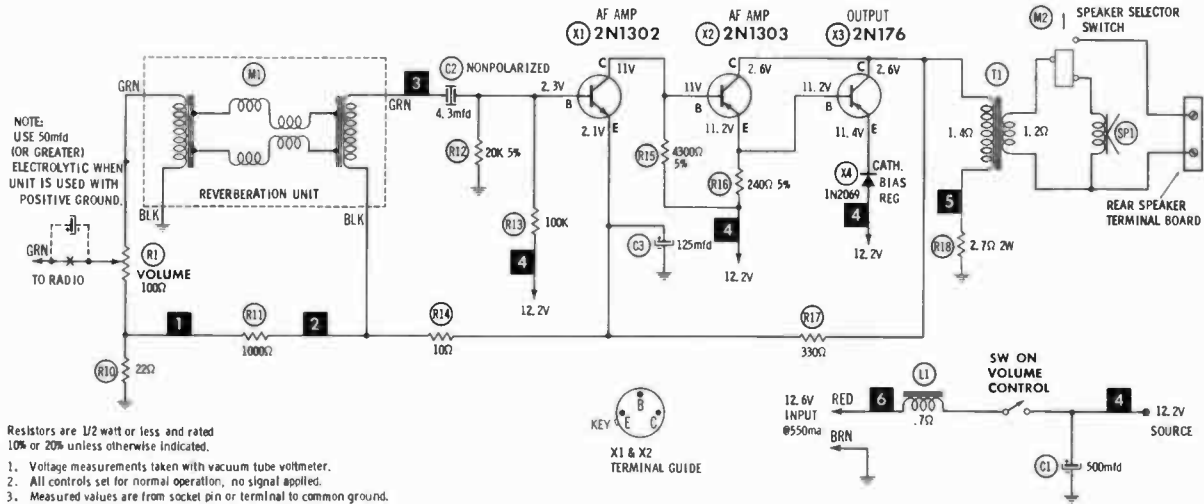 AF AMP
X1 2N1302
AF AMP
X2 2N1303
OUTPUT
X3 2N176
M2
SPEAKER SELECTOR
SWITCH
M1
GRN
3
GRN
C2 NONPOLARIZED
4.3mfd
2.3V
B
C
11V
2.1V
E
11V
B
C
2.6V
11.2V
E
11.2V
B
C
2.6V
11.4V
E
T1
1.4Ω
1.2Ω
SP1
NOTE:
USE 50mfd
(OR GREATER)
ELECTROLYTIC WHEN
UNIT IS USED WITH
POSITIVE GROUND.
REVERBERATION UNIT
BLK
BLK
R12
20K 5%
R13
100K
4
12.2V
R15
4300Ω
5%
R16
240Ω 5%
4
12.2V
X4
CATH.
BIAS
REG
1N2069
4
12.2V
C3
125mfd
5
R18
2.7Ω 2W
REAR SPEAKER
TERMINAL BOARD
GRN
TO RADIO
R1
VOLUME
100Ω
1
R11
1000Ω
2
R14
10Ω
R17
330Ω
R10
22Ω
KEY
B
E
C
X1 & X2
TERMINAL GUIDE
12.6V
INPUT
@550ma
RED
6
BRN
L1
.7Ω
SW ON
VOLUME
CONTROL
4
12.2V
SOURCE
C1
500mfd
Resistors are 1/2 watt or less and rated
10% or 20% unless otherwise indicated.
1. Voltage measurements taken with vacuum tube voltmeter.
2. All controls set for normal operation, no signal applied.
3. Measured values are from socket pin or terminal to common ground.